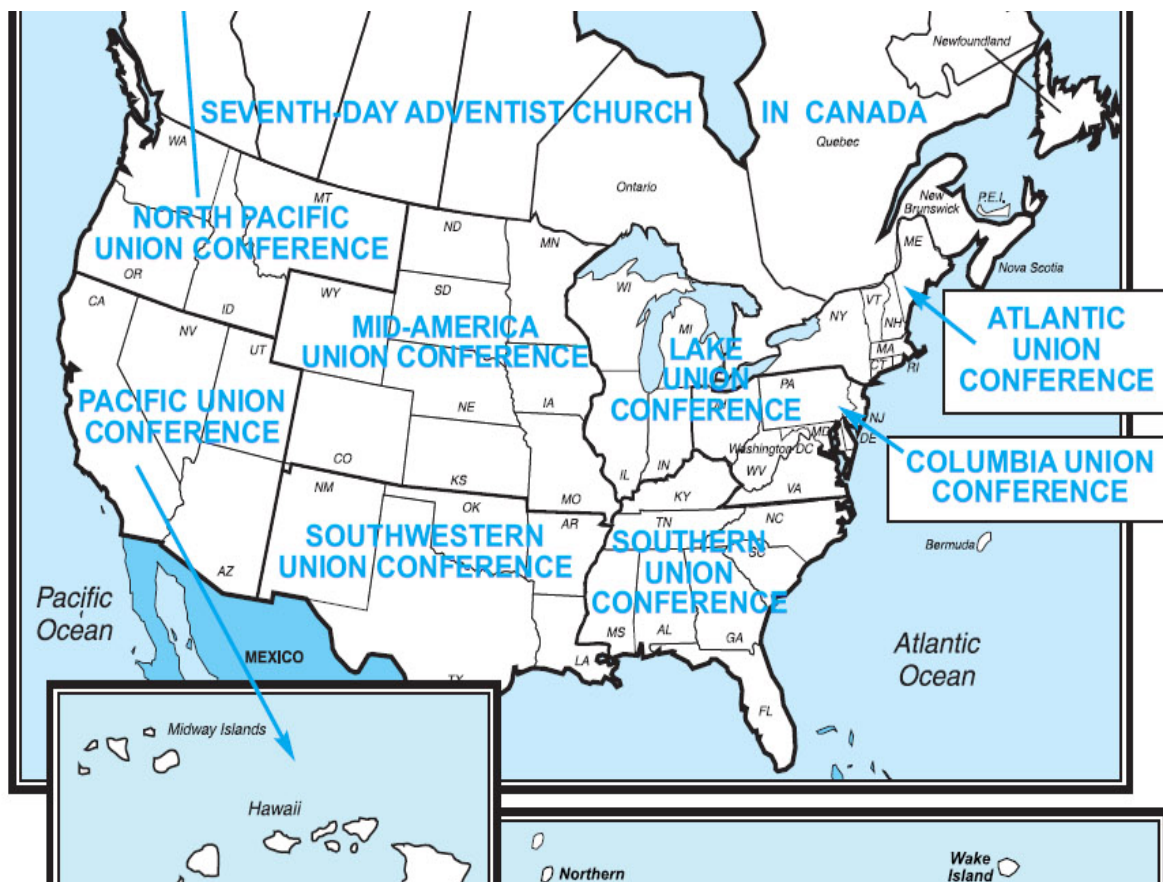 Newfoundland
SEVENTH-DAY ADVENTIST CHURCH IN CANADA
WA
Quebec
Ontario
MT
New
Brunswick
P.E.I.
NORTH PACIFIC
UNION CONFERENCE
ND
MN
ME
Nova Scotia
OR
ID
CA
NV
UT
WY
SD
WI
MI
NY
VT
NH
MA
CT
RI
ATLANTIC
UNION
CONFERENCE
MID-AMERICA
UNION CONFERENCE
LAKE
UNION
CONFERENCE
PACIFIC UNION
CONFERENCE
NE
IA
PA
NJ
MD
DE
Washington DC
WV
VA
COLUMBIA UNION
CONFERENCE
CO
KS
MO
IL
IN
KY
NM
OK
AR
TN
NC
SC
SOUTHWESTERN
UNION CONFERENCE
SOUTHERN
UNION
CONFERENCE
Bermuda
AZ
Pacific
Ocean
MEXICO
TX
LA
MS
AL
GA
FL
Atlantic
Ocean
Midway Islands
Hawaii
Northern
Wake
Island